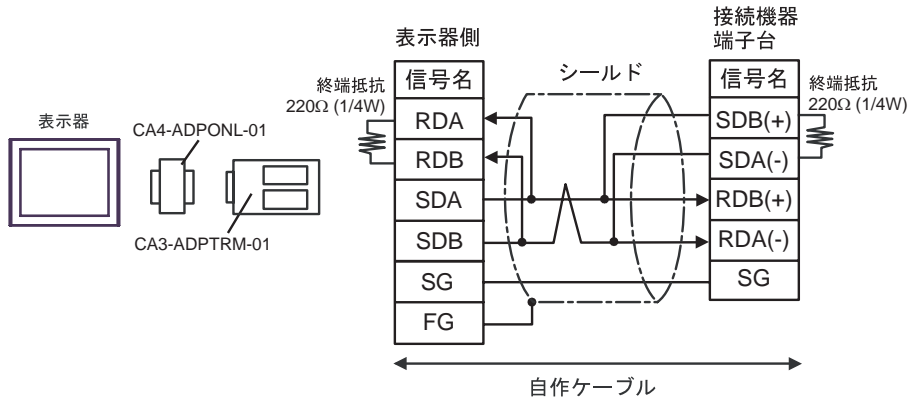 表示器
CA4-ADPONL-01
CA3-ADPTRM-01
終端抵抗
220Ω (1/4W)
表示器側
信号名
RDA
RDB
SDA
SDB
SG
FG
シールド
接続機器
端子台
信号名
SDB(+)
SDA(-)
RDB(+)
RDA(-)
SG
終端抵抗
220Ω (1/4W)
自作ケーブル